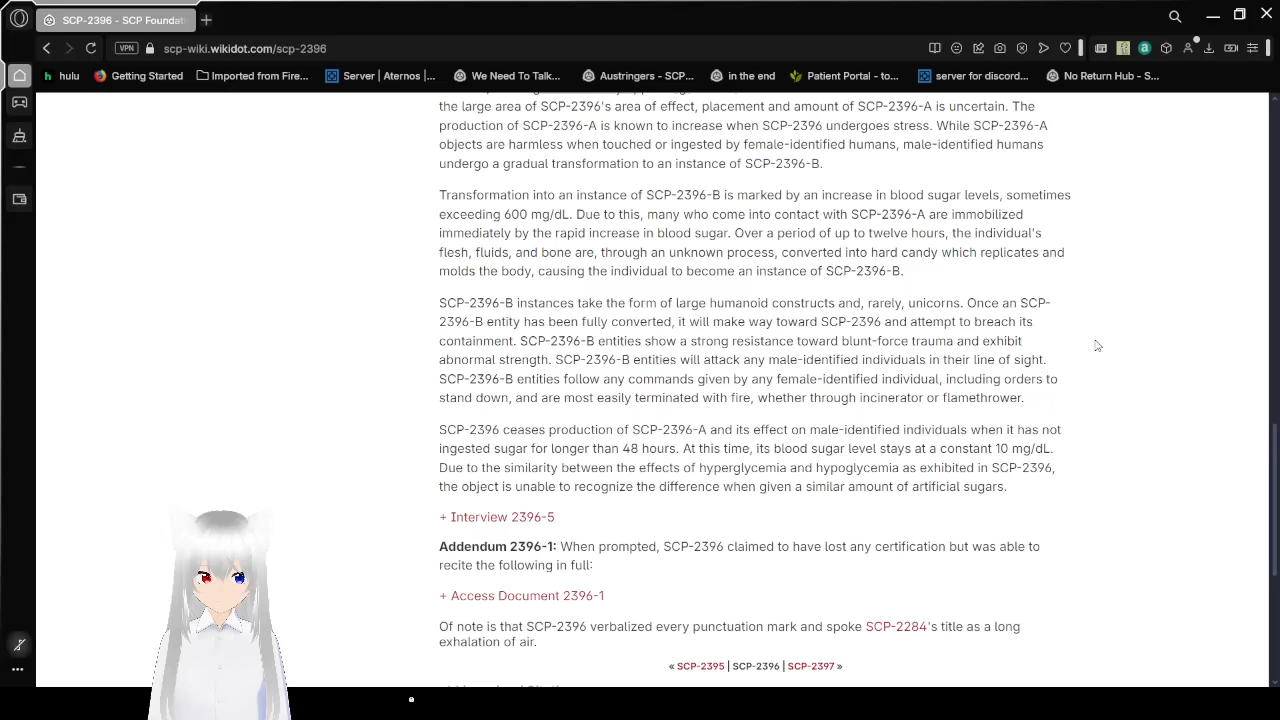 SCP-2396 - SCP Foundat
scp-wiki.wikidot.com/scp-2396
VPN
hulu
Getting Started
Imported from Fire...
Server | Aternos |...
We Need To Talk...
Austringers - SCP...
in the end
Patient Portal - to...
server for discord...
No Return Hub - S...
the large area of SCP-2396's area of effect, placement and amount of SCP-2396-A is uncertain. The
production of SCP-2396-A is known to increase when SCP-2396 undergoes stress. While SCP-2396-A
objects are harmless when touched or ingested by female-identified humans, male-identified humans
undergo a gradual transformation to an instance of SCP-2396-B.
Transformation into an instance of SCP-2396-B is marked by an increase in blood sugar levels, sometimes
exceeding 600 mg/dL. Due to this, many who come into contact with SCP-2396-A are immobilized
immediately by the rapid increase in blood sugar. Over a period of up to twelve hours, the individual's
flesh, fluids, and bone are, through an unknown process, converted into hard candy which replicates and
molds the body, causing the individual to become an instance of SCP-2396-B.
SCP-2396-B instances take the form of large humanoid constructs and, rarely, unicorns. Once an SCP-
2396-B entity has been fully converted, it will make way toward SCP-2396 and attempt to breach its
containment. SCP-2396-B entities show a strong resistance toward blunt-force trauma and exhibit
abnormal strength. SCP-2396-B entities will attack any male-identified individuals in their line of sight.
SCP-2396-B entities follow any commands given by any female-identified individual, including orders to
stand down, and are most easily terminated with fire, whether through incinerator or flamethrower.
SCP-2396 ceases production of SCP-2396-A and its effect on male-identified individuals when it has not
ingested sugar for longer than 48 hours. At this time, its blood sugar level stays at a constant 10 mg/dL.
Due to the similarity between the effects of hyperglycemia and hypoglycemia as exhibited in SCP-2396,
the object is unable to recognize the difference when given a similar amount of artificial sugars.
+ Interview 2396-5
Addendum 2396-1: When prompted, SCP-2396 claimed to have lost any certification but was able to
recite the following in full:
+ Access Document 2396-1
Of note is that SCP-2396 verbalized every punctuation mark and spoke SCP-2284's title as a long
exhalation of air.
« SCP-2395 | SCP-2396 | SCP-2397 »